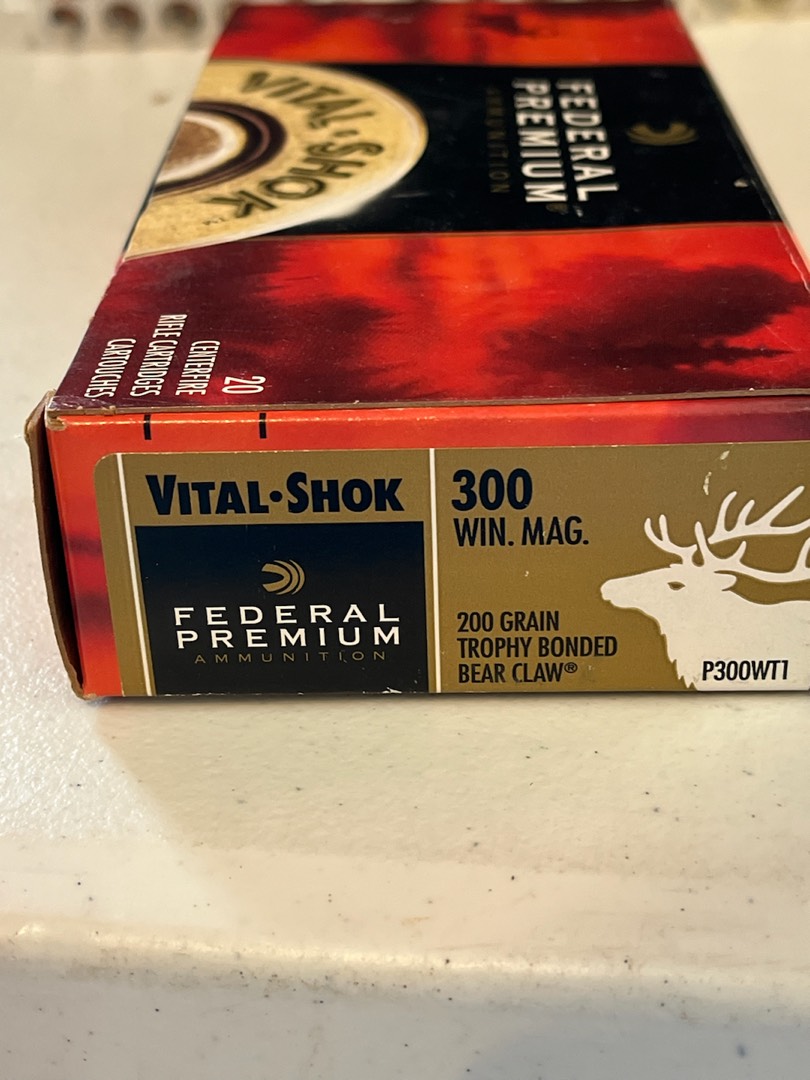 VITAL•SHOK™
FEDERAL
PREMIUM
AMMUNITION
20
CENTERFIRE
RIFLE CARTRIDGES
CARTOUCHES
VITAL•SHOK
FEDERAL
PREMIUM
AMMUNITION
300
WIN. MAG.
200 GRAIN
TROPHY BONDED
BEAR CLAW®
P300WT1